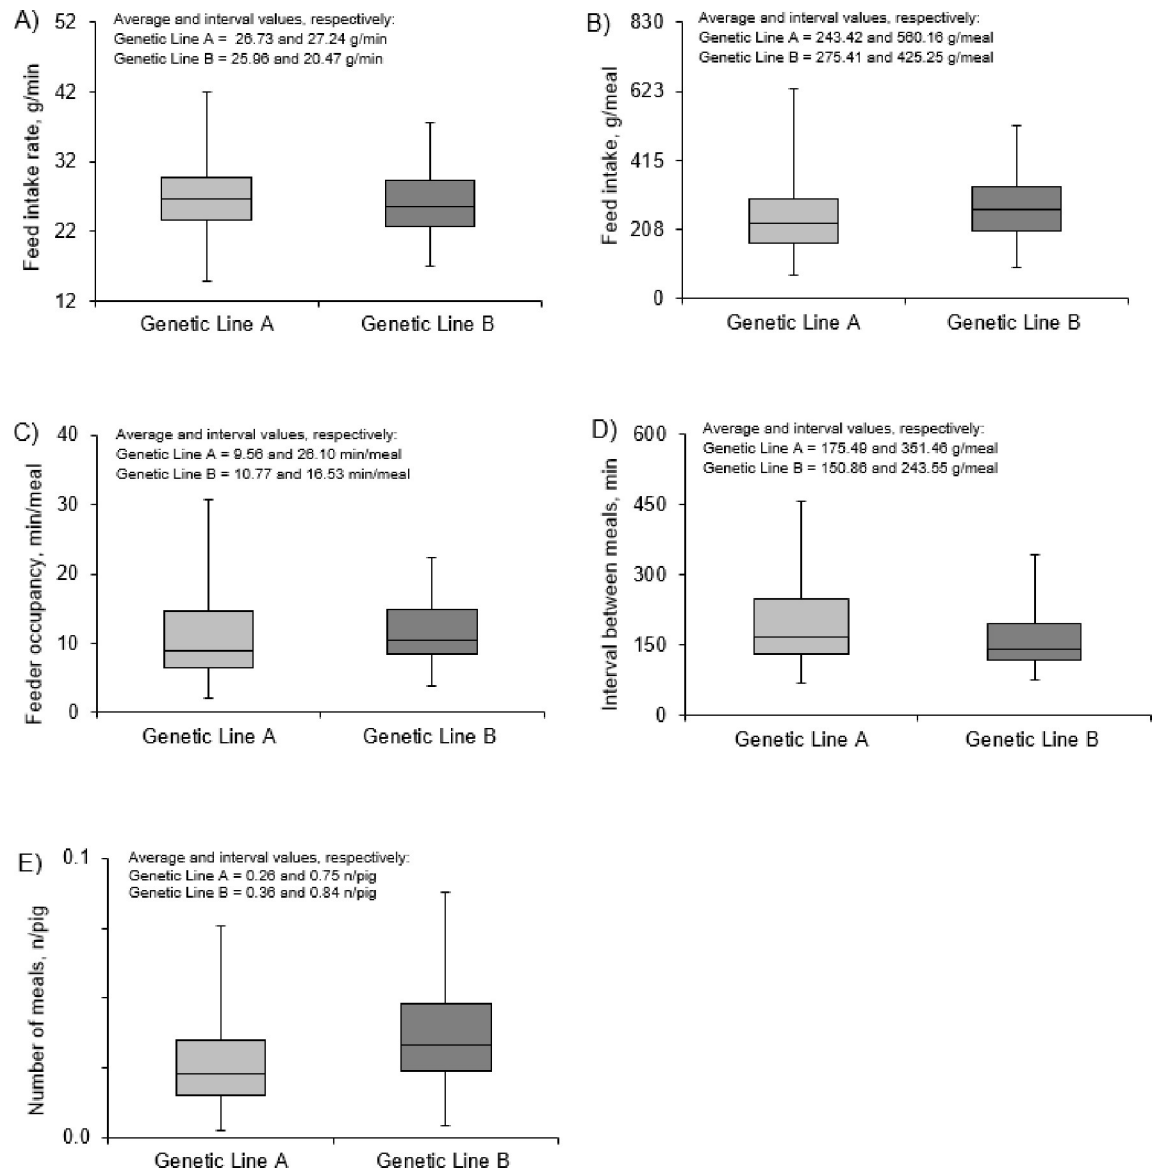 A)
Average and interval values, respectively:
Genetic Line A =  26.73 and 27.24 g/min
Genetic Line B = 25.96 and 20.47 g/min
Feed intake rate, g/min
52
42
32
22
12
Genetic Line A
Genetic Line B
B)
Average and interval values, respectively:
Genetic Line A = 243.42 and 560.16 g/meal
Genetic Line B = 275.41 and 425.25 g/meal
Feed intake, g/meal
830
623
415
208
0
Genetic Line A
Genetic Line B
C)
Average and interval values, respectively:
Genetic Line A = 9.56 and 26.10 min/meal
Genetic Line B = 10.77 and 16.53 min/meal
Feeder occupancy, min/meal
40
30
20
10
0
Genetic Line A
Genetic Line B
D)
Average and interval values, respectively:
Genetic Line A = 175.49 and 351.46 g/meal
Genetic Line B = 150.86 and 243.55 g/meal
Interval between meals, min
600
450
300
150
0
Genetic Line A
Genetic Line B
E)
Average and interval values, respectively:
Genetic Line A = 0.26 and 0.75 n/pig
Genetic Line B = 0.36 and 0.84 n/pig
Number of meals, n/pig
0.1
0.0
Genetic Line A
Genetic Line B